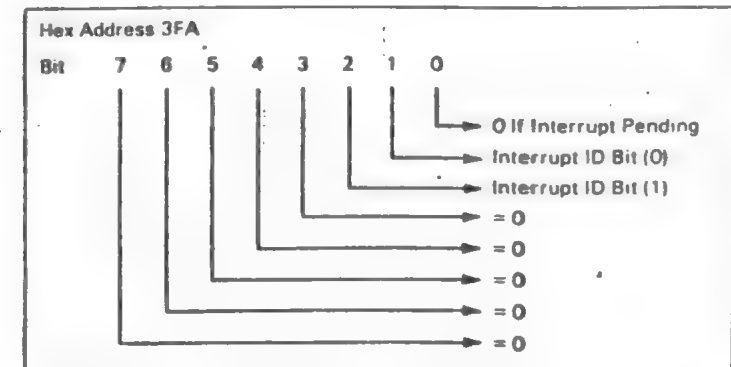 Hex Address 3FA
Bit 7 6 5 4 3 2 1 0
0 If Interrupt Pending
Interrupt ID Bit (0)
Interrupt ID Bit (1)
= 0
= 0
= 0
= 0
= 0